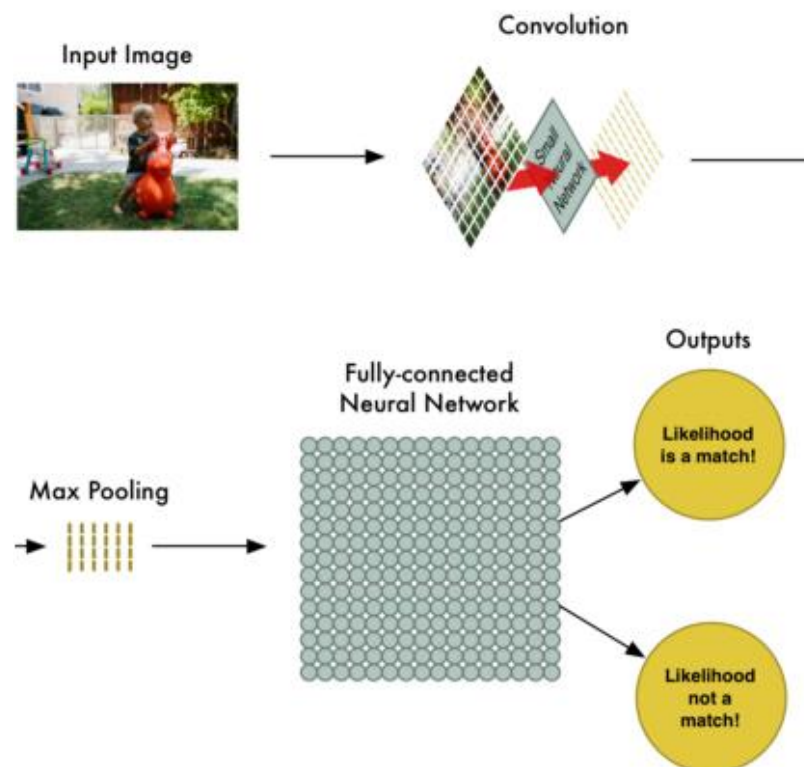 Input Image
Convolution
Small
Neural
Network
Max Pooling
Fully-connected
Neural Network
Outputs
Likelihood
is a match!
Likelihood
not a
match!